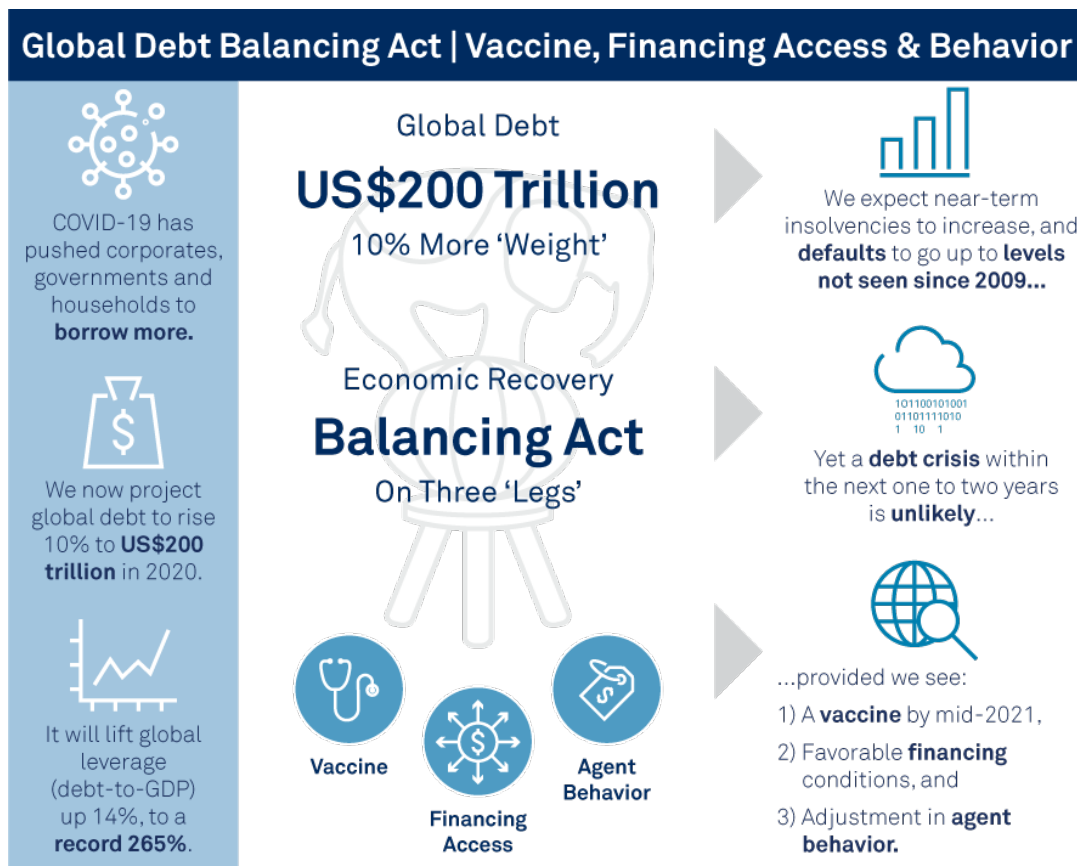 Global Debt Balancing Act | Vaccine, Financing Access & Behavior
COVID-19 has
pushed corporates,
governments and
households to
borrow more.
$
We now project
global debt to rise
10% to US$200
trillion in 2020.
It will lift global
leverage
(debt-to-GDP)
up 14%, to a
record 265%.
Global Debt
US$200 Trillion
10% More ‘Weight’
Economic Recovery
Balancing Act
On Three ‘Legs’
Vaccine
$
Financing
Access
$
Agent
Behavior
We expect near-term
insolvencies to increase, and
defaults to go up to levels
not seen since 2009...
101100101001
01101111010
1 10 1
Yet a debt crisis within
the next one to two years
is unlikely...
...provided we see:
1) A vaccine by mid-2021,
2) Favorable financing
conditions, and
3) Adjustment in agent
behavior.